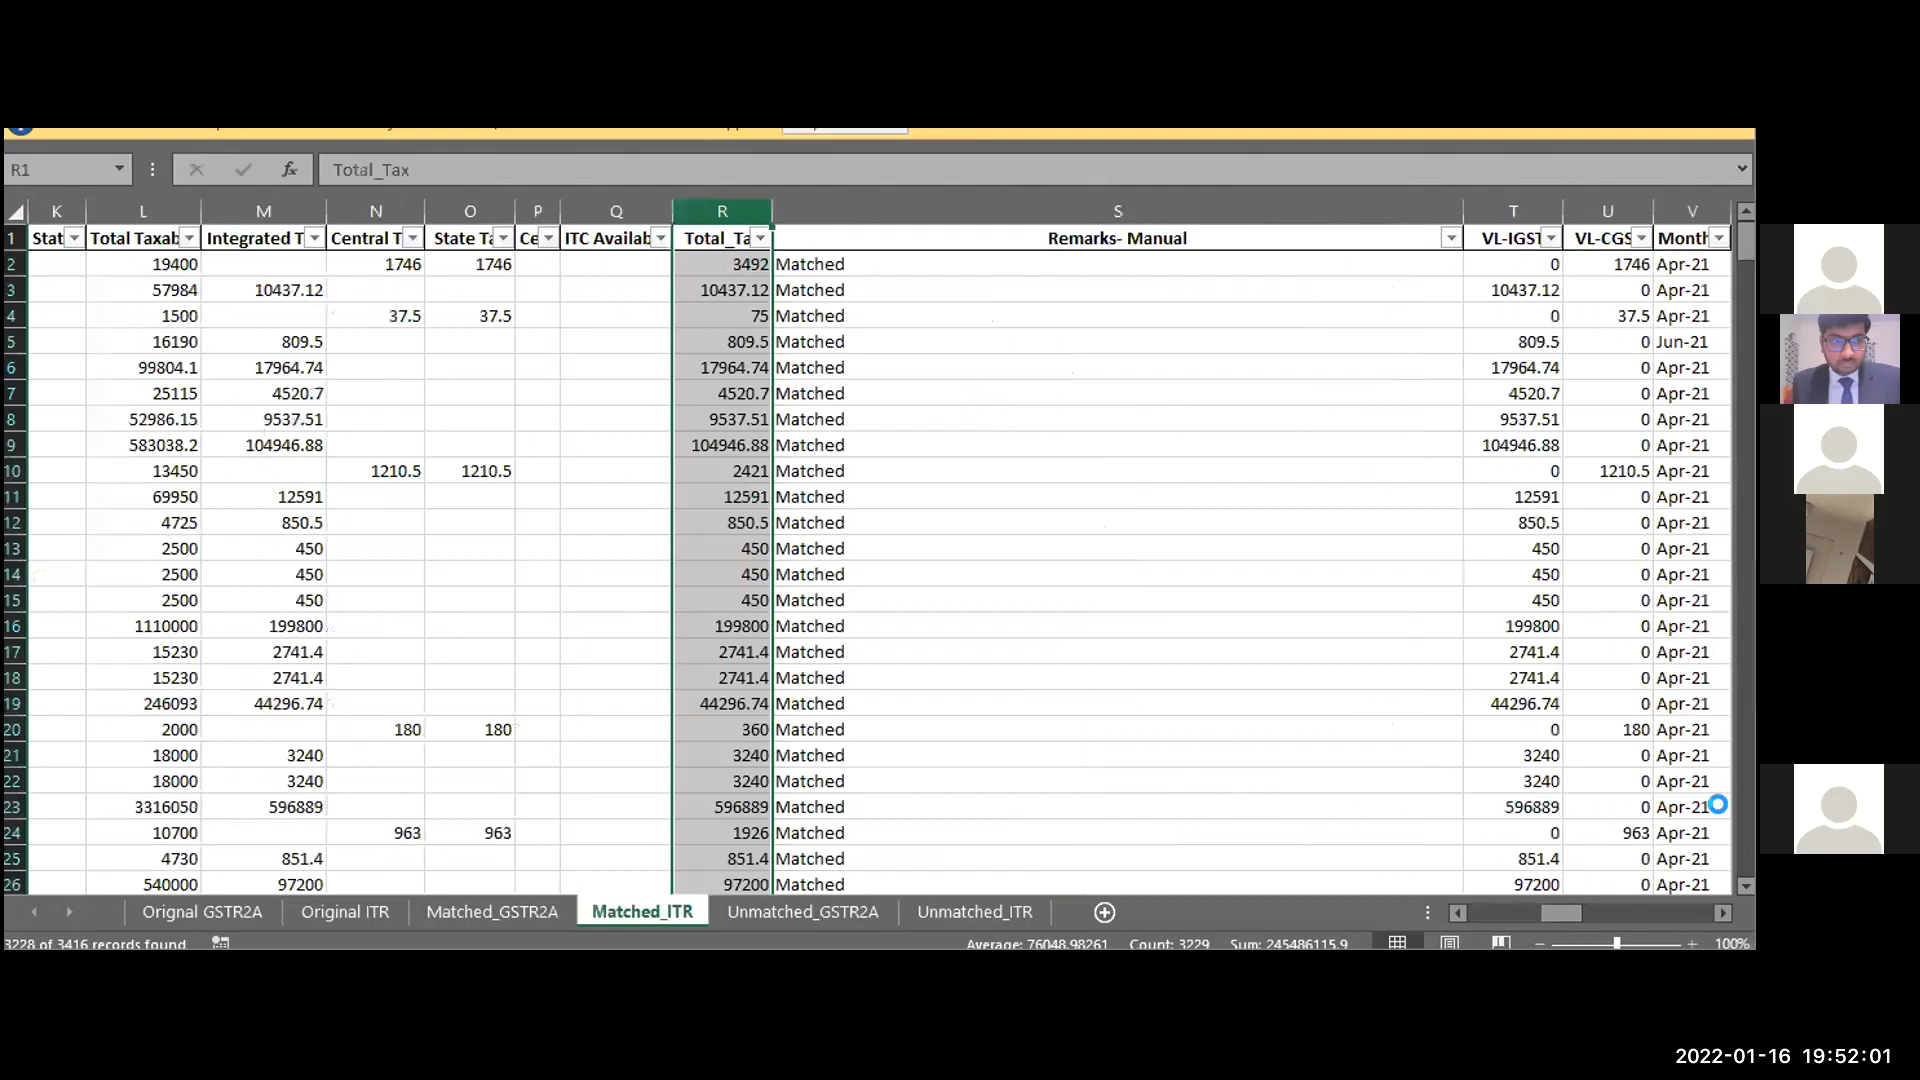 R1 Total_Tax
K L M N O P Q R S T U V
1 Stat Total Taxab Integrated T Central T State Ta Ce ITC Availab Total_Ta Remarks- Manual VL-IGST VL-CGS Month
2 19400 1746 1746 3492 Matched 0 1746 Apr-21
3 57984 10437.12 10437.12 Matched 10437.12 0 Apr-21
4 1500 37.5 37.5 75 Matched 0 37.5 Apr-21
5 16190 809.5 809.5 Matched 809.5 0 Jun-21
6 99804.1 17964.74 17964.74 Matched 17964.74 0 Apr-21
7 25115 4520.7 4520.7 Matched 4520.7 0 Apr-21
8 52986.15 9537.51 9537.51 Matched 9537.51 0 Apr-21
9 583038.2 104946.88 104946.88 Matched 104946.88 0 Apr-21
10 13450 1210.5 1210.5 2421 Matched 0 1210.5 Apr-21
11 69950 12591 12591 Matched 12591 0 Apr-21
12 4725 850.5 850.5 Matched 850.5 0 Apr-21
13 2500 450 450 Matched 450 0 Apr-21
14 2500 450 450 Matched 450 0 Apr-21
15 2500 450 450 Matched 450 0 Apr-21
16 1110000 199800 199800 Matched 199800 0 Apr-21
17 15230 2741.4 2741.4 Matched 2741.4 0 Apr-21
18 15230 2741.4 2741.4 Matched 2741.4 0 Apr-21
19 246093 44296.74 44296.74 Matched 44296.74 0 Apr-21
20 2000 180 180 360 Matched 0 180 Apr-21
21 18000 3240 3240 Matched 3240 0 Apr-21
22 18000 3240 3240 Matched 3240 0 Apr-21
23 3316050 596889 596889 Matched 596889 0 Apr-21
24 10700 963 963 1926 Matched 0 963 Apr-21
25 4730 851.4 851.4 Matched 851.4 0 Apr-21
26 540000 97200 97200 Matched 97200 0 Apr-21
Orignal GSTR2A Original ITR Matched_GSTR2A Matched_ITR Unmatched_GSTR2A Unmatched_ITR
3228 of 3416 records found Average: 76048.98261 Count: 3229 Sum: 245486115.9 100%
2022-01-16 19:52:01